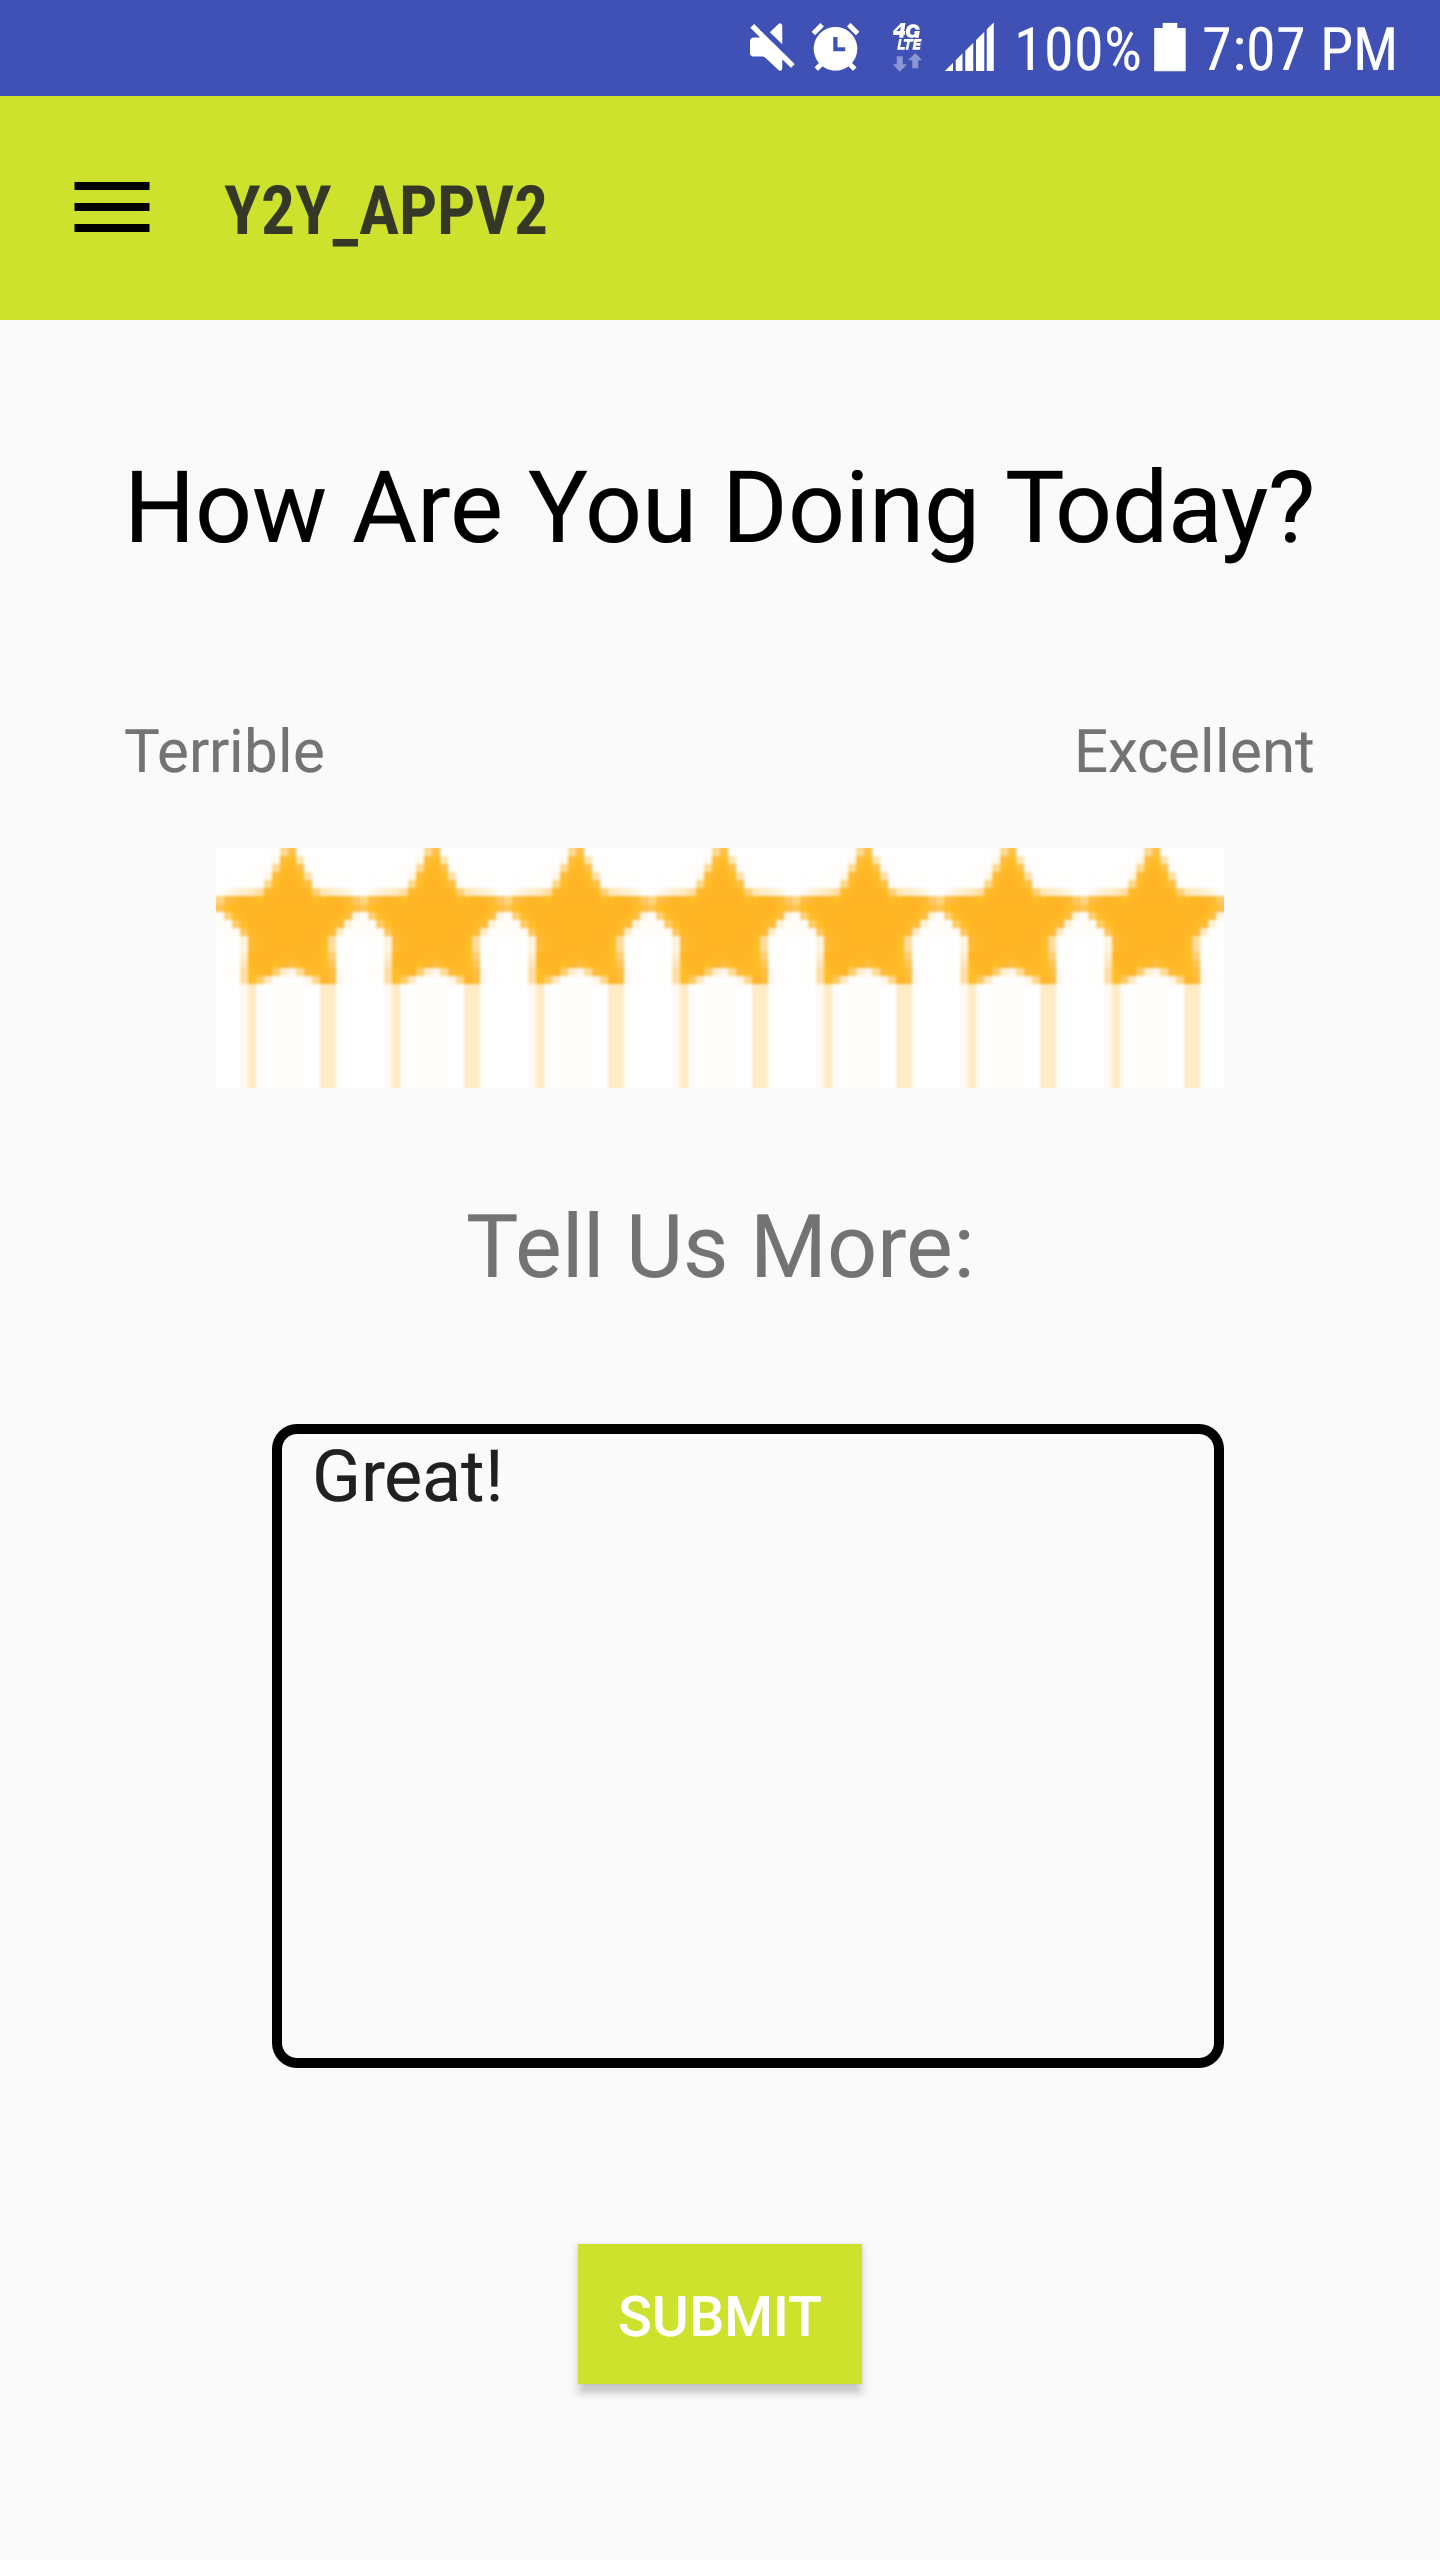 4G LTE 100% 7:07 PM
Y2Y_APPV2
How Are You Doing Today?
Terrible Excellent
Tell Us More:
Great!
SUBMIT